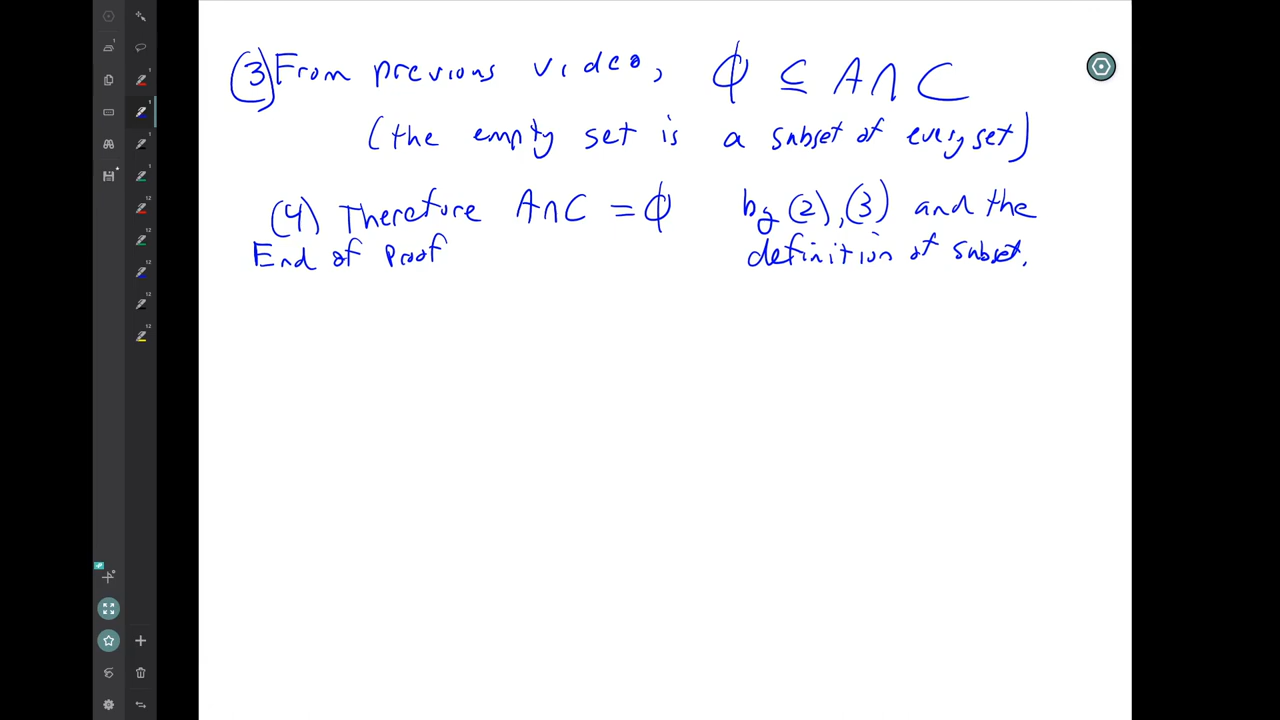 (3) From previous video, ϕ ⊆ A∩C
(the empty set is a subset of every set)
(4) Therefore A∩C = ϕ by (2), (3) and the
End of Proof definition of subset.